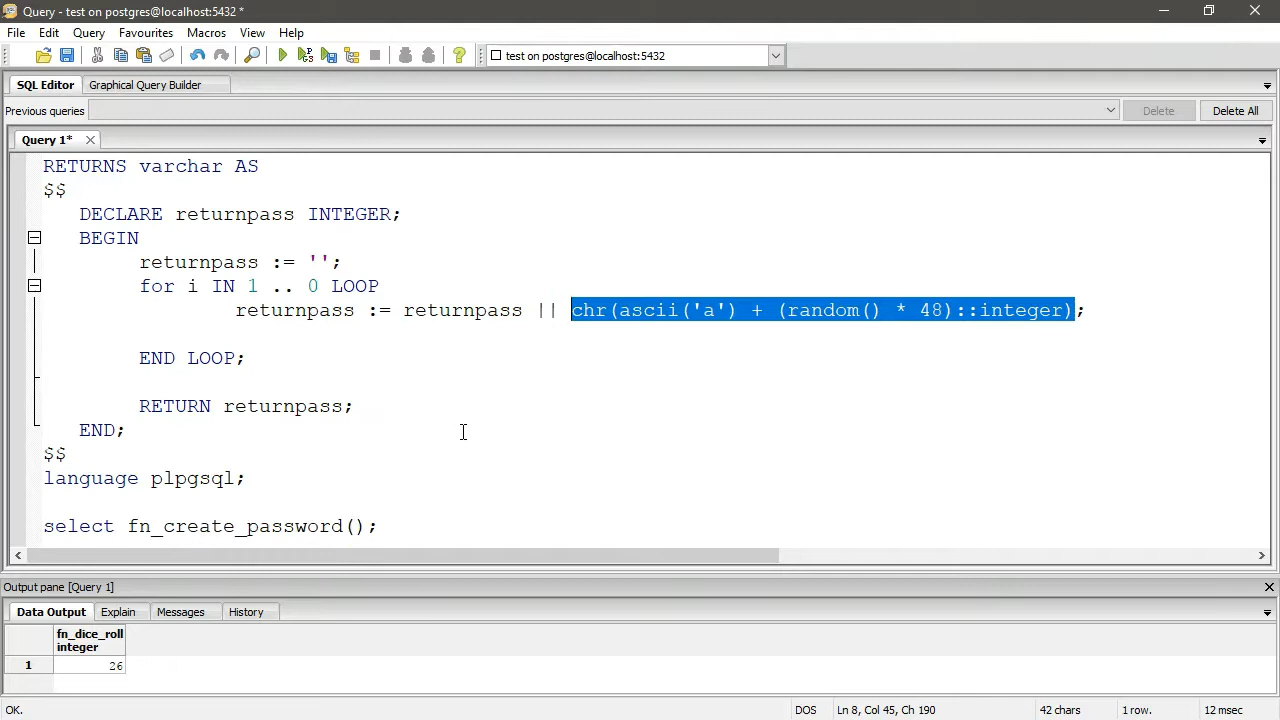 Query - test on postgres@localhost:5432 *
File Edit Query Favourites Macros View Help
test on postgres@localhost:5432
SQL Editor Graphical Query Builder
Previous queries Delete Delete All
Query 1*
RETURNS varchar AS
$$
DECLARE returnpass INTEGER;
BEGIN
returnpass := '';
for i IN 1 .. 0 LOOP
returnpass := returnpass || chr(ascii('a') + (random() * 48)::integer);
END LOOP;
RETURN returnpass;
END;
$$
language plpgsql;
select fn_create_password();
Output pane [Query 1]
Data Output Explain Messages History
fn_dice_roll
integer
1 26
OK. DOS Ln 8, Col 45, Ch 190 42 chars 1 row. 12 msec